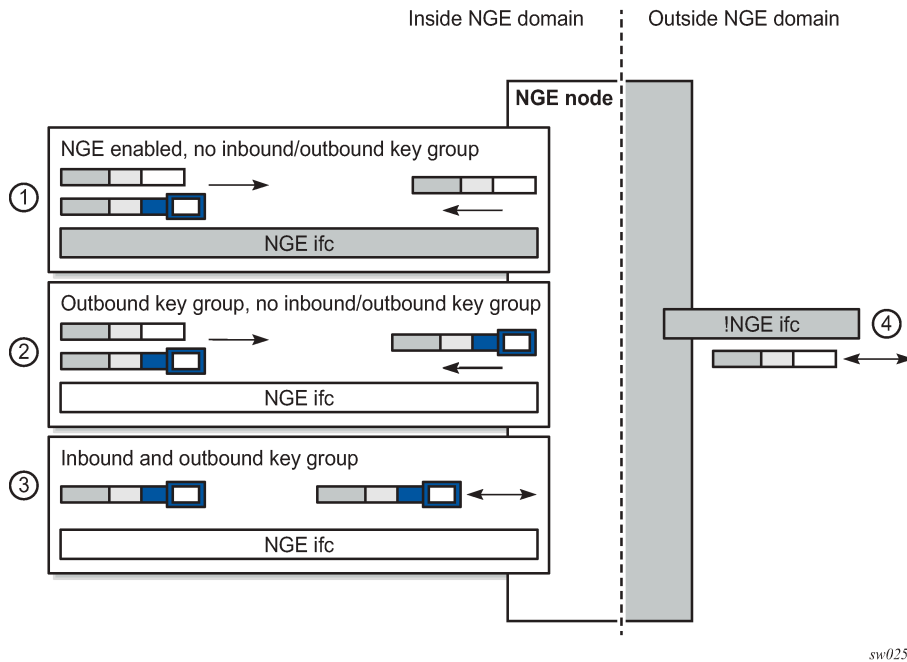 Inside NGE domain
Outside NGE domain
NGE node
NGE enabled, no inbound/outbound key group
1
NGE ifc
Outbound key group, no inbound/outbound key group
2
NGE ifc
!NGE ifc
4
Inbound and outbound key group
3
NGE ifc
sw025